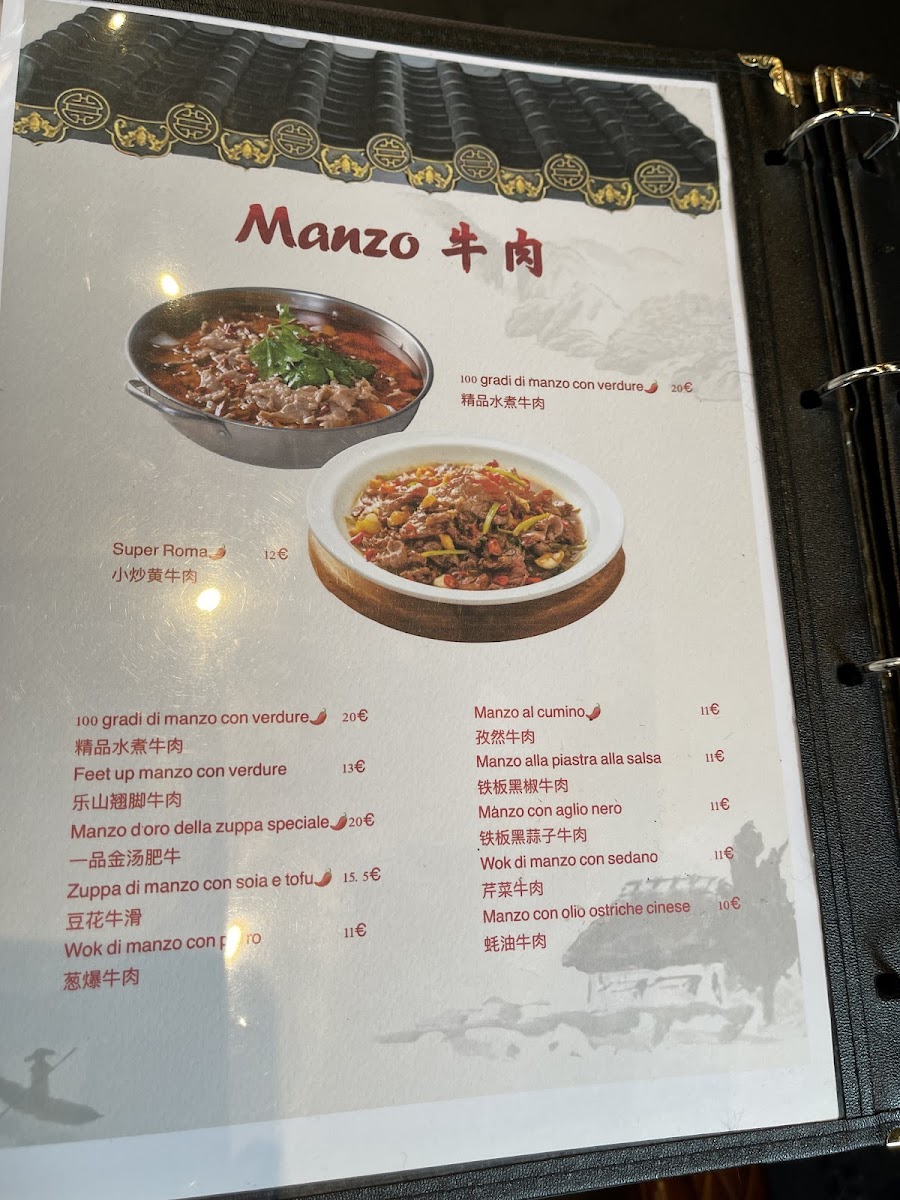 Manzo 牛肉
100 gradi di manzo con verdure 20€
精品水煮牛肉
Super Roma 12€
小炒黄牛肉
100 gradi di manzo con verdure 20€
精品水煮牛肉
Feet up manzo con verdure 13€
乐山翘脚牛肉
Manzo d'oro della zuppa speciale 20€
一品金汤肥牛
Zuppa di manzo con soia e tofu 15.5€
豆花牛滑
Wok di manzo con 11€
葱爆牛肉
Manzo al cumino 11€
孜然牛肉
Manzo alla piastra alla salsa 11€
铁板黑椒牛肉
Manzo con aglio nero 11€
铁板黑蒜子牛肉
Wok di manzo con sedano 11€
芹菜牛肉
Manzo con olio ostriche cinese 10€
蚝油牛肉